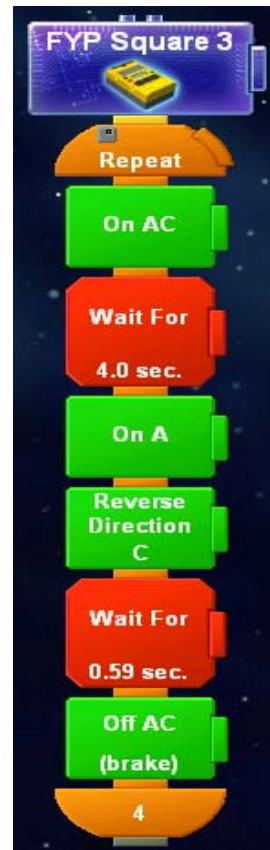 FYP Square 3
Repeat
On AC
Wait For
4.0 sec.
On A
Reverse
Direction
C
Wait For
0.59 sec.
Off AC
(brake)
4